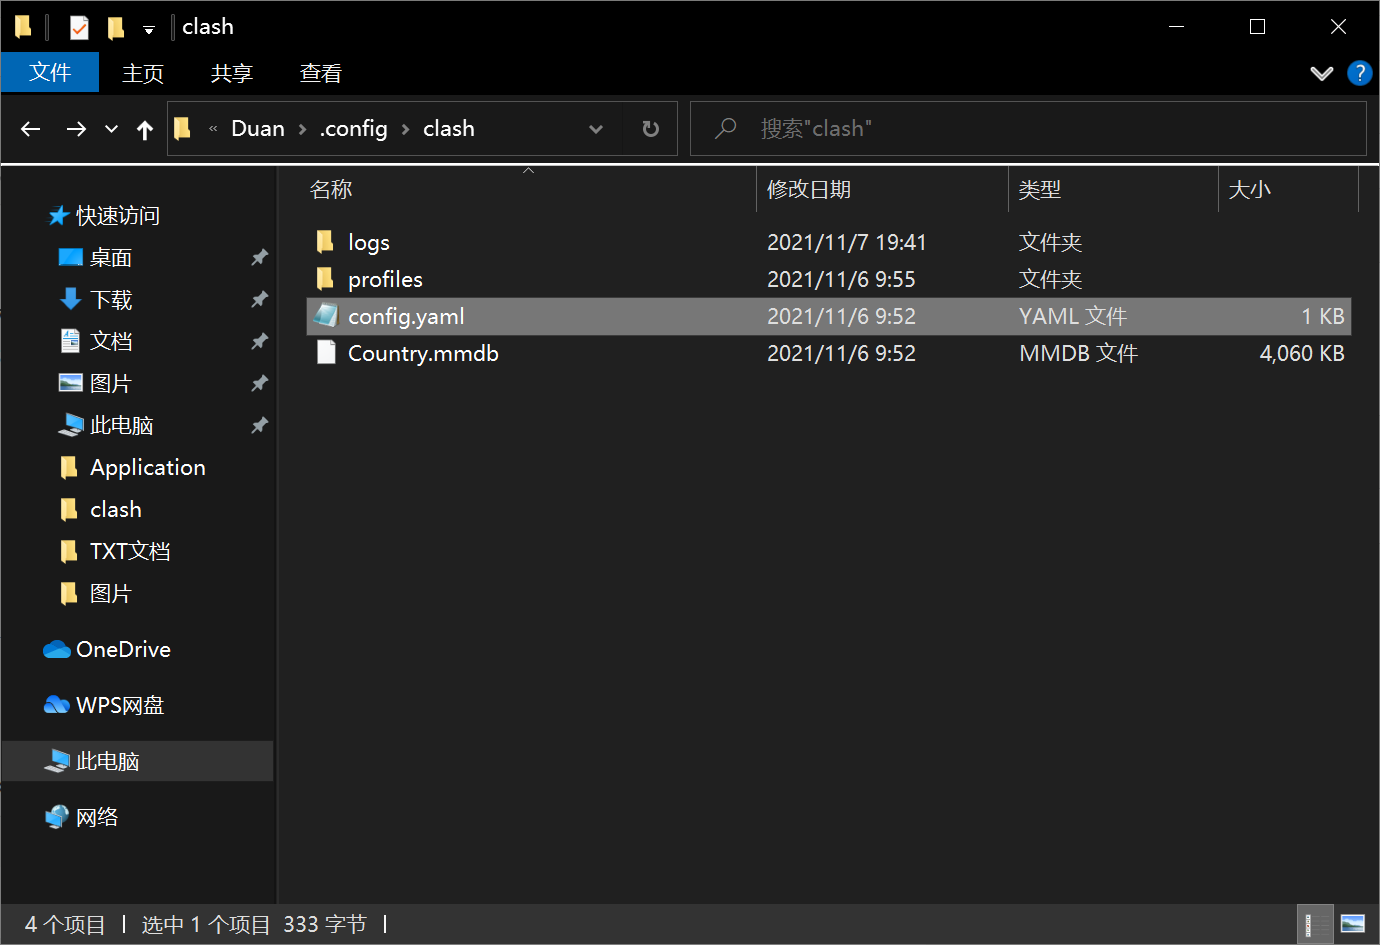 clash
文件 主页 共享 查看
« Duan › .config › clash 搜索"clash"
名称 修改日期 类型 大小
快速访问
桌面
下载
文档
图片
此电脑
Application
clash
TXT文档
图片
OneDrive
WPS网盘
此电脑
网络
logs 2021/11/7 19:41 文件夹
profiles 2021/11/6 9:55 文件夹
config.yaml 2021/11/6 9:52 YAML 文件 1 KB
Country.mmdb 2021/11/6 9:52 MMDB 文件 4,060 KB
4 个项目 选中 1 个项目 333 字节